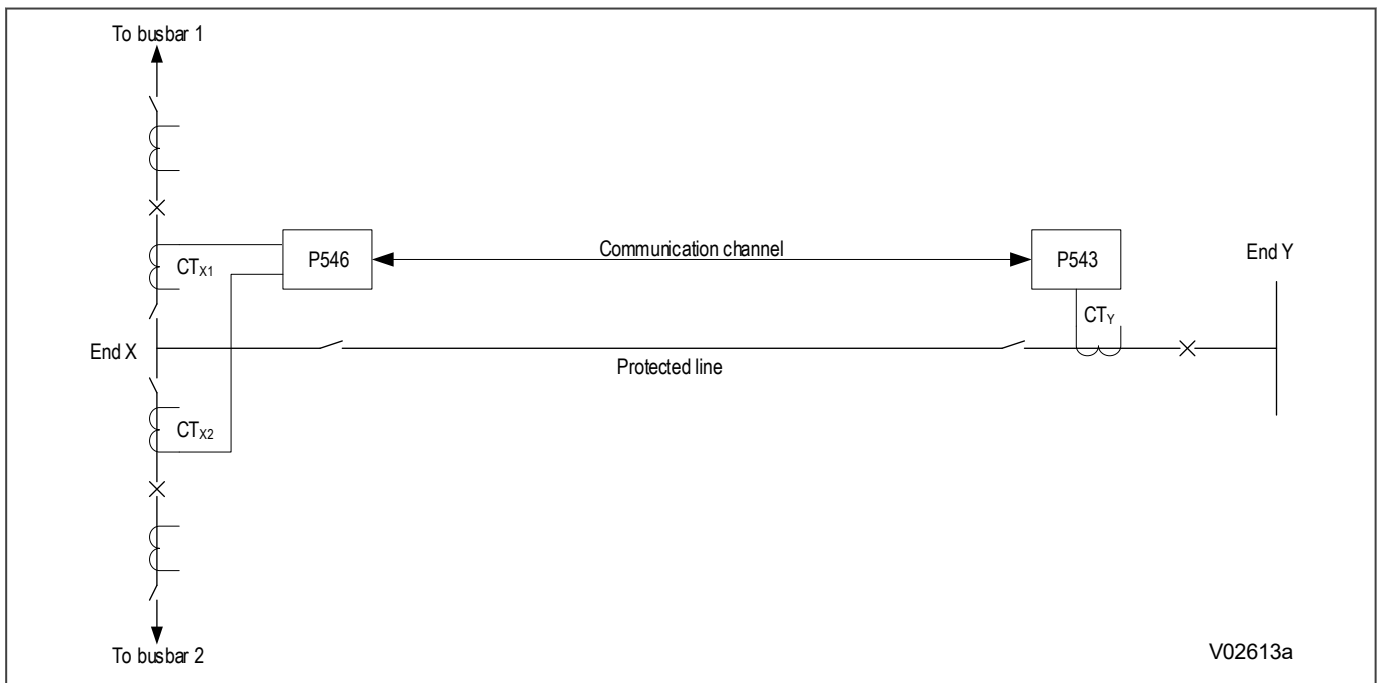 To busbar 1
P546
Communication channel
P543
End Y
CTX1
CTY
End X
Protected line
CTX2
To busbar 2
V02613a